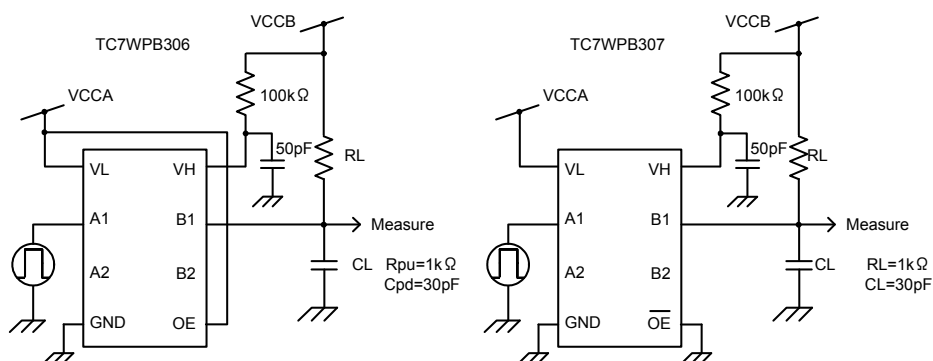 VCCB
TC7WPB306
100kΩ
VCCA
50pF
RL
VL
VH
A1
B1
Measure
A2
B2
CL
Rpu=1kΩ
Cpd=30pF
GND
OE
VCCB
TC7WPB307
100kΩ
VCCA
50pF
RL
VL
VH
A1
B1
Measure
A2
B2
CL
RL=1kΩ
CL=30pF
GND
O̅E̅